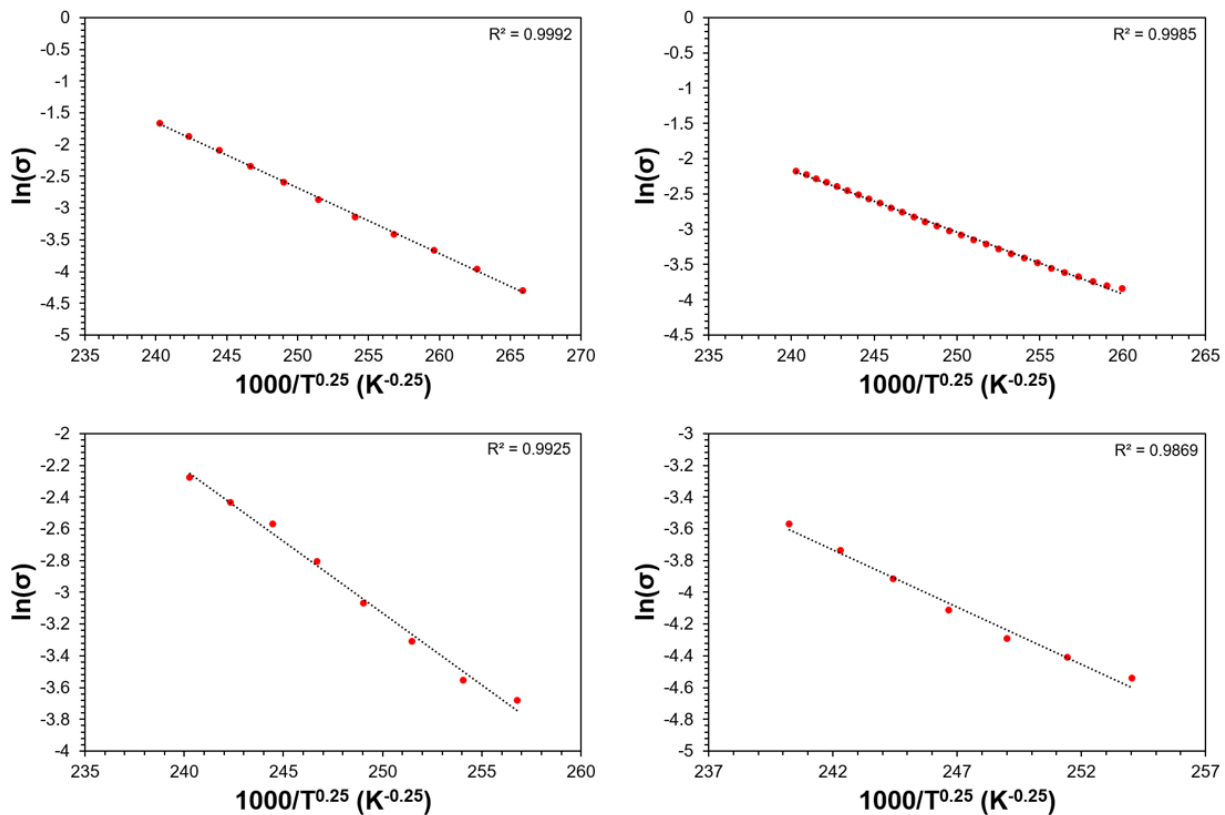 R² = 0.9992
0
-0.5
-1
-1.5
-2
-2.5
-3
-3.5
-4
-4.5
-5
ln(σ)
235 240 245 250 255 260 265 270
1000/T^0.25 (K^-0.25)
R² = 0.9985
0
-0.5
-1
-1.5
-2
-2.5
-3
-3.5
-4
-4.5
ln(σ)
235 240 245 250 255 260 265
1000/T^0.25 (K^-0.25)
R² = 0.9925
-2
-2.2
-2.4
-2.6
-2.8
-3
-3.2
-3.4
-3.6
-3.8
-4
ln(σ)
235 240 245 250 255 260
1000/T^0.25 (K^-0.25)
R² = 0.9869
-3
-3.2
-3.4
-3.6
-3.8
-4
-4.2
-4.4
-4.6
-4.8
-5
ln(σ)
237 242 247 252 257
1000/T^0.25 (K^-0.25)